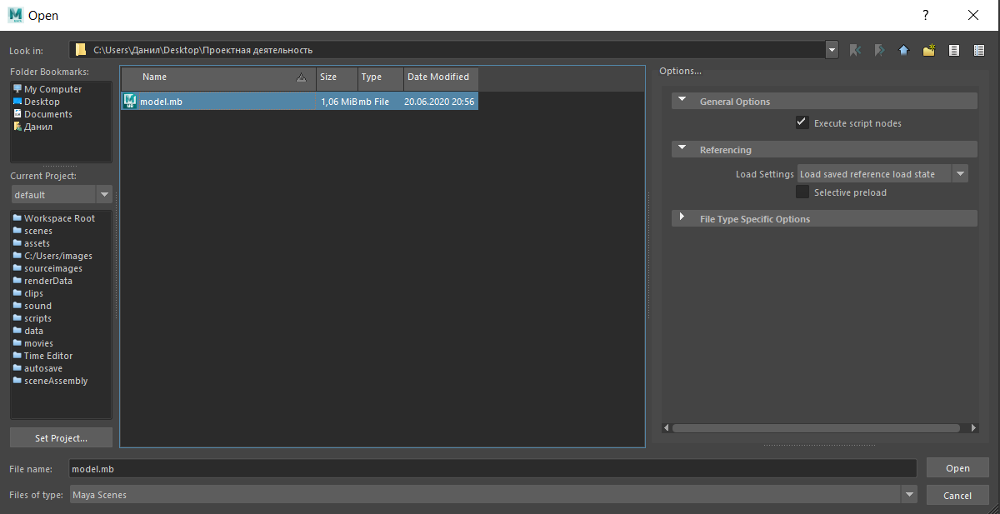 Open
?
Look in:
C:\Users\Данил\Desktop\Проектная деятельность
Folder Bookmarks:
My Computer
Desktop
Documents
Данил
Current Project:
default
Workspace Root
scenes
assets
C:/Users/images
sourceimages
renderData
clips
sound
scripts
data
movies
Time Editor
autosave
sceneAssembly
Set Project...
Name Size Type Date Modified
model.mb 1,06 MiB mb File 20.06.2020 20:56
Options...
General Options
Execute script nodes
Referencing
Load Settings Load saved reference load state
Selective preload
File Type Specific Options
File name: model.mb
Open
Files of type: Maya Scenes
Cancel